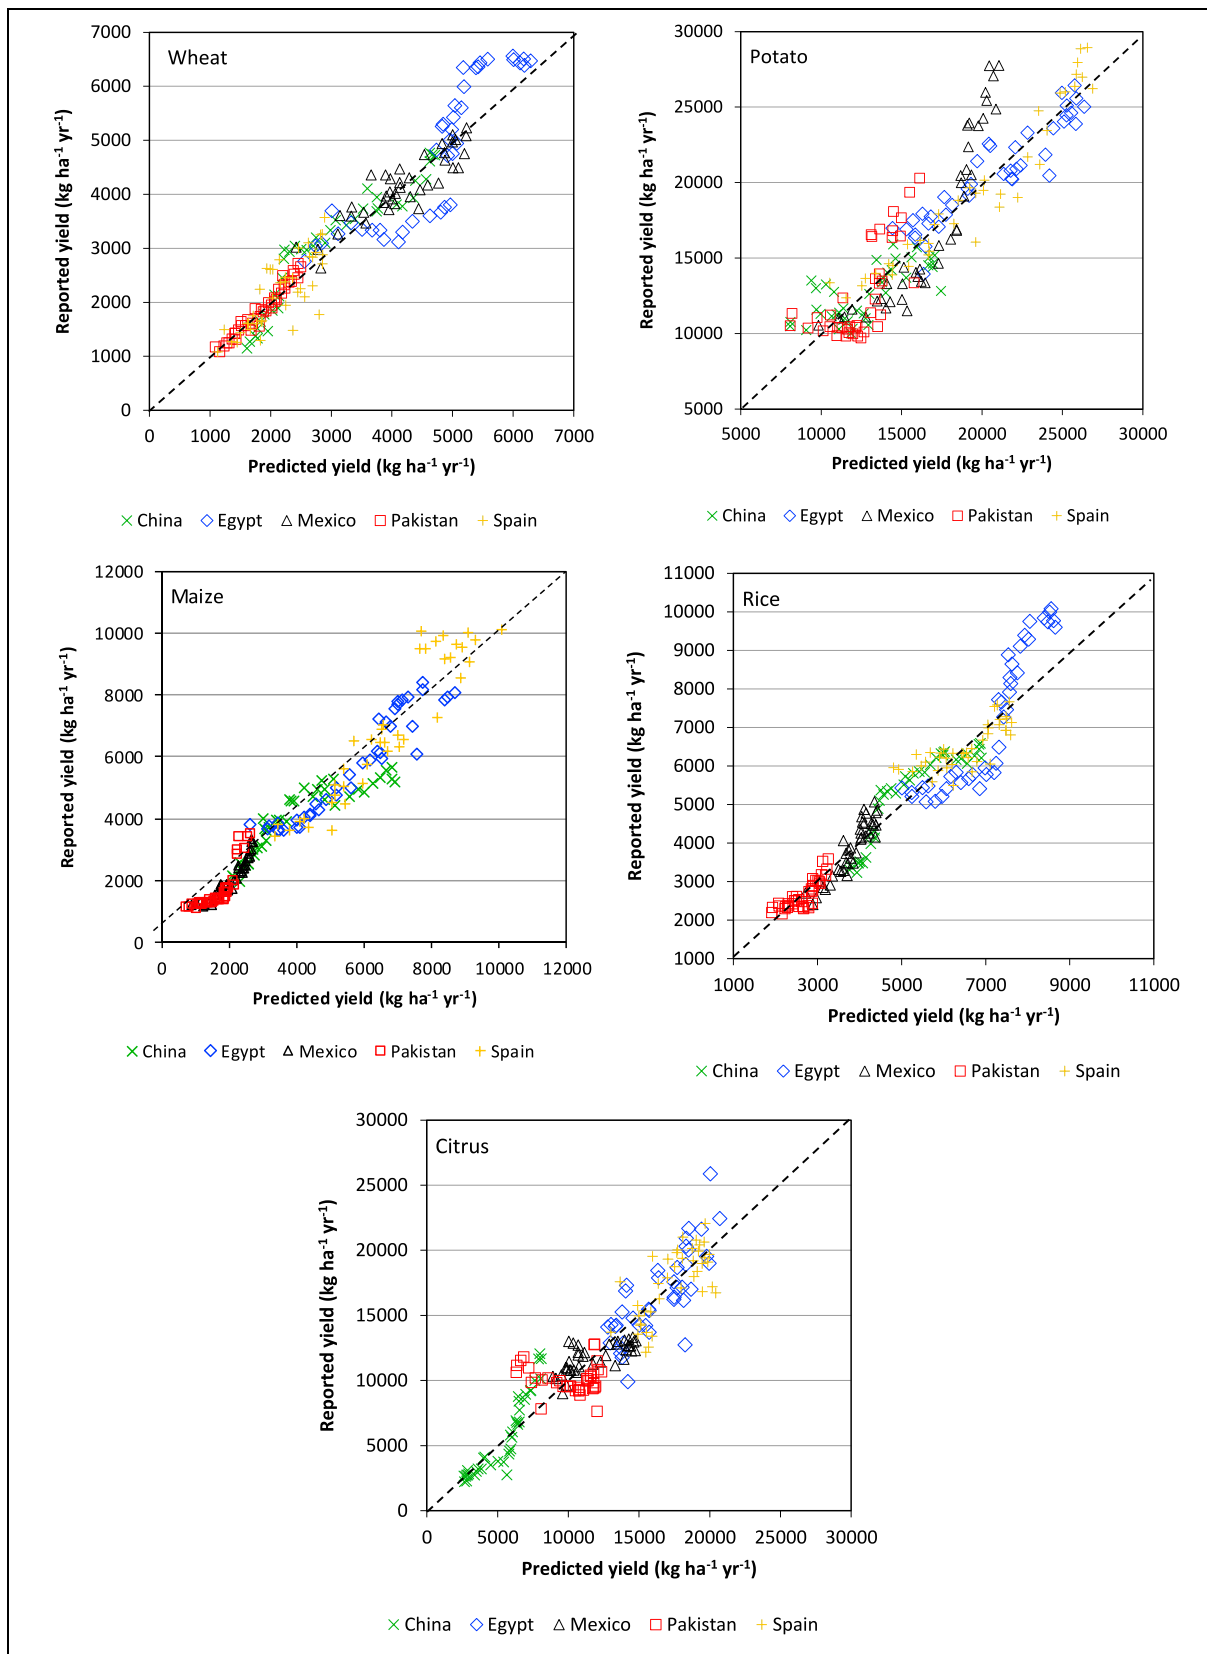 Wheat
Reported yield (kg ha-1 yr-1)
7000
6000
5000
4000
3000
2000
1000
0
0 1000 2000 3000 4000 5000 6000 7000
Predicted yield (kg ha-1 yr-1)
China Egypt Mexico Pakistan Spain
Potato
Reported yield (kg ha-1 yr-1)
30000
25000
20000
15000
10000
5000
5000 10000 15000 20000 25000 30000
Predicted yield (kg ha-1 yr-1)
China Egypt Mexico Pakistan Spain
Maize
Reported yield (kg ha-1 yr-1)
12000
10000
8000
6000
4000
2000
0
0 2000 4000 6000 8000 10000 12000
Predicted yield (kg ha-1 yr-1)
China Egypt Mexico Pakistan Spain
Rice
Reported yield (kg ha-1 yr-1)
11000
10000
9000
8000
7000
6000
5000
4000
3000
2000
1000
1000 3000 5000 7000 9000 11000
Predicted yield (kg ha-1 yr-1)
China Egypt Mexico Pakistan Spain
Citrus
Reported yield (kg ha-1 yr-1)
30000
25000
20000
15000
10000
5000
0
0 5000 10000 15000 20000 25000 30000
Predicted yield (kg ha-1 yr-1)
China Egypt Mexico Pakistan Spain